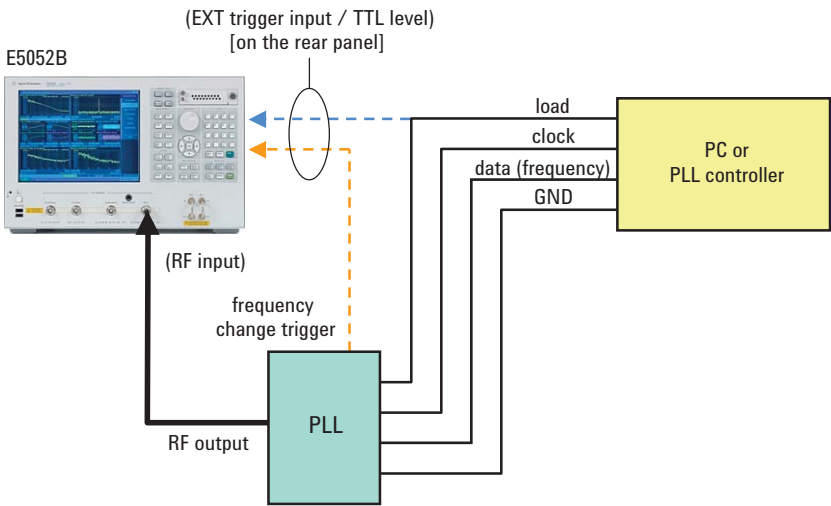 (EXT trigger input / TTL level)
[on the rear panel]
E5052B
load
clock
data (frequency)
GND
PC or
PLL controller
(RF input)
frequency
change trigger
PLL
RF output